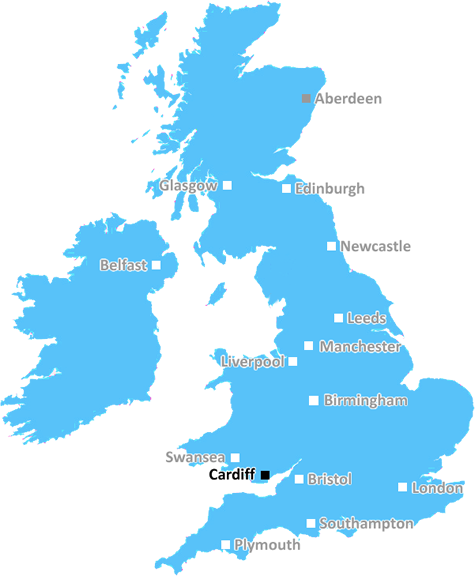 Aberdeen
Glasgow
Edinburgh
Newcastle
Belfast
Leeds
Manchester
Liverpool
Birmingham
Swansea
Cardiff
Bristol
London
Southampton
Plymouth